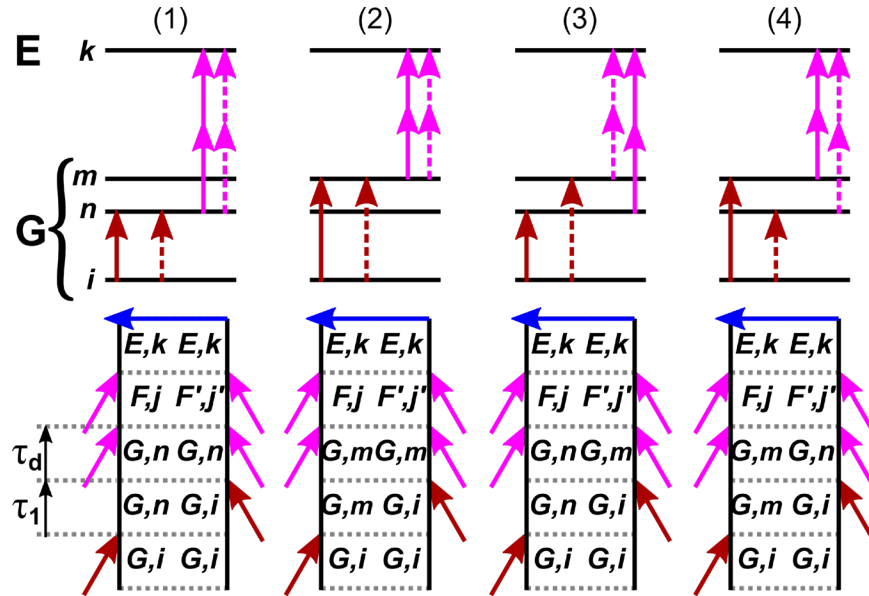 (1) (2) (3) (4)
E k
m
G n
i
E,k E,k E,k E,k E,k E,k E,k E,k
F,j F',j' F,j F',j' F,j F',j' F,j F',j'
τd G,n G,n G,m G,m G,n G,m G,m G,n
τ1 G,n G,i G,m G,i G,n G,i G,m G,i
G,i G,i G,i G,i G,i G,i G,i G,i